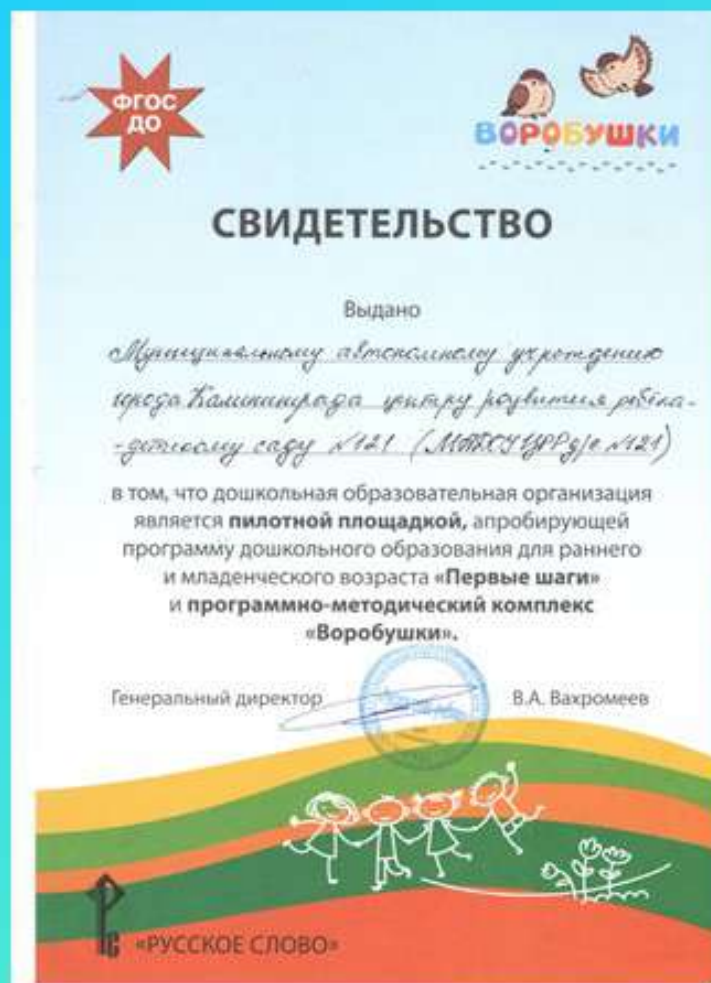 ФГОС
ДО
ВОРОБУШКИ
СВИДЕТЕЛЬСТВО
Выдано
Муниципальному автономному учреждению
города Калининграда центру развития ребёнка-
-детскому саду №121 (МАДОУ ЦРР д/с №121)
в том, что дошкольная образовательная организация
является пилотной площадкой, апробирующей
программу дошкольного образования для раннего
и младенческого возраста «Первые шаги»
и программно-методический комплекс
«Воробушки».
Генеральный директор В.А. Вахромеев
РС «РУССКОЕ СЛОВО»